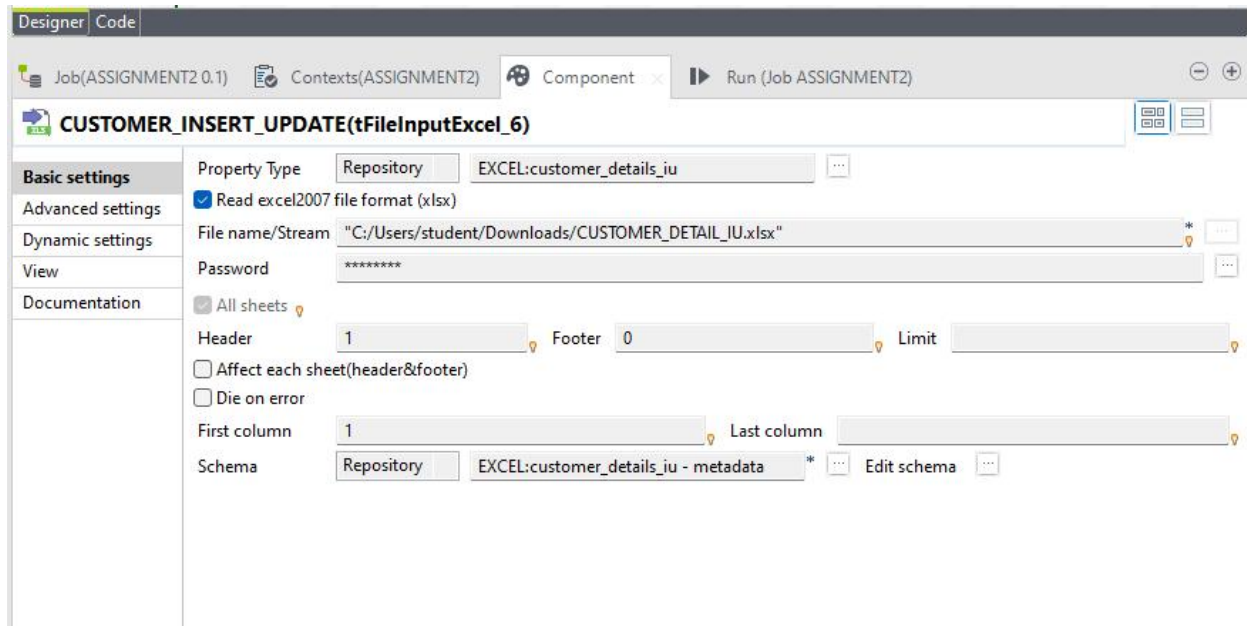 Designer Code
Job(ASSIGNMENT2 0.1) Contexts(ASSIGNMENT2) Component Run (Job ASSIGNMENT2)
XLS CUSTOMER_INSERT_UPDATE(tFileInputExcel_6)
Basic settings
Advanced settings
Dynamic settings
View
Documentation
Property Type Repository EXCEL:customer_details_iu ...
Read excel2007 file format (xlsx)
File name/Stream "C:/Users/student/Downloads/CUSTOMER_DETAIL_IU.xlsx" * ...
Password ******** ...
All sheets
Header 1 Footer 0 Limit
Affect each sheet(header&footer)
Die on error
First column 1 Last column
Schema Repository EXCEL:customer_details_iu - metadata * ... Edit schema ...